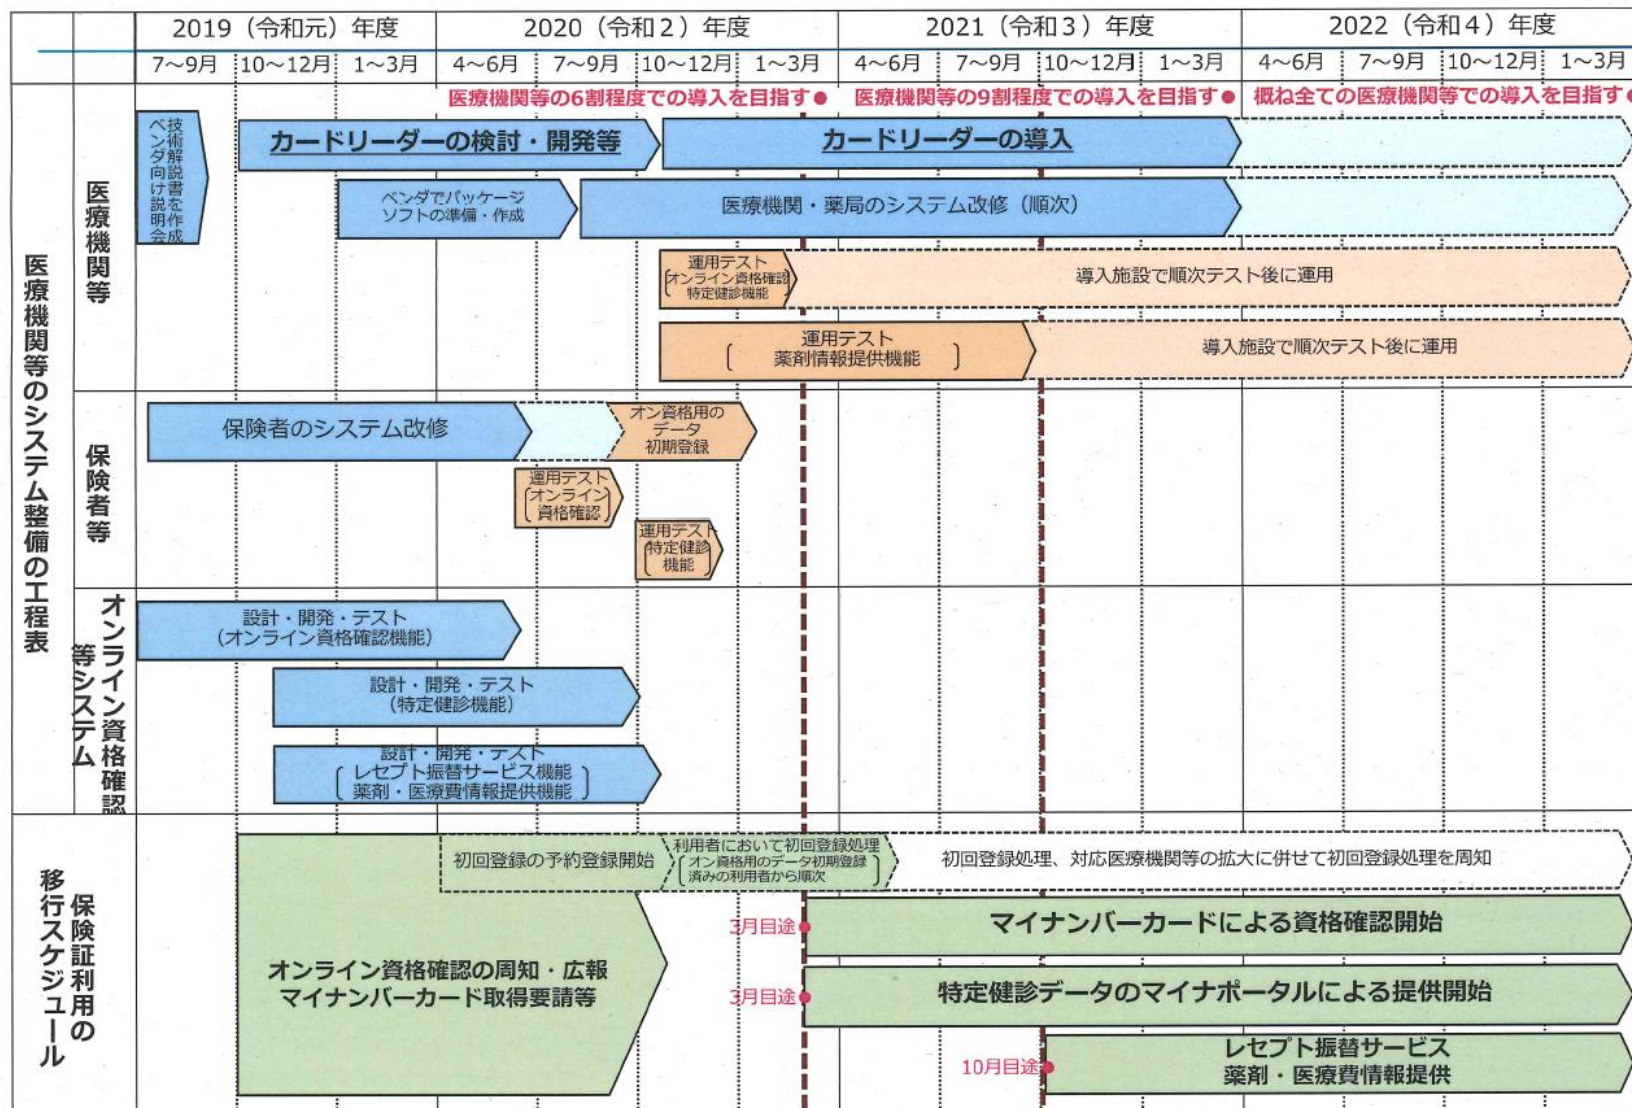 2019（令和元）年度
2020（令和２）年度
2021（令和３）年度
2022（令和４）年度
7～9月
10～12月
1～3月
4～6月
7～9月
10～12月
1～3月
4～6月
7～9月
10～12月
1～3月
4～6月
7～9月
10～12月
1～3月
医療機関等のシステム整備の工程表
医療機関等
医療機関等の6割程度での導入を目指す●
医療機関等の9割程度での導入を目指す●
概ね全ての医療機関等での導入を目指す●
技術解説書を作成
ベンダ向け説明会
カードリーダーの検討・開発等
カードリーダーの導入
ベンダでパッケージ
ソフトの準備・作成
医療機関・薬局のシステム改修（順次）
運用テスト
オンライン資格確認
特定健診機能
導入施設で順次テスト後に運用
運用テスト
薬剤情報提供機能
導入施設で順次テスト後に運用
保険者等
保険者のシステム改修
オン資格用の
データ
初期登録
運用テスト
オンライン
資格確認
運用テスト
特定健診
機能
オンライン資格確認
等システム
設計・開発・テスト
（オンライン資格確認機能）
設計・開発・テスト
（特定健診機能）
設計・開発・テスト
レセプト振替サービス機能
薬剤・医療費情報提供機能
保険証利用の
移行スケジュール
初回登録の予約登録開始
利用者において初回登録処理
オン資格用のデータ初期登録
済みの利用者から順次
初回登録処理、対応医療機関等の拡大に併せて初回登録処理を周知
オンライン資格確認の周知・広報
マイナンバーカード取得要請等
3月目途
マイナンバーカードによる資格確認開始
3月目途
特定健診データのマイナポータルによる提供開始
10月目途
レセプト振替サービス
薬剤・医療費情報提供